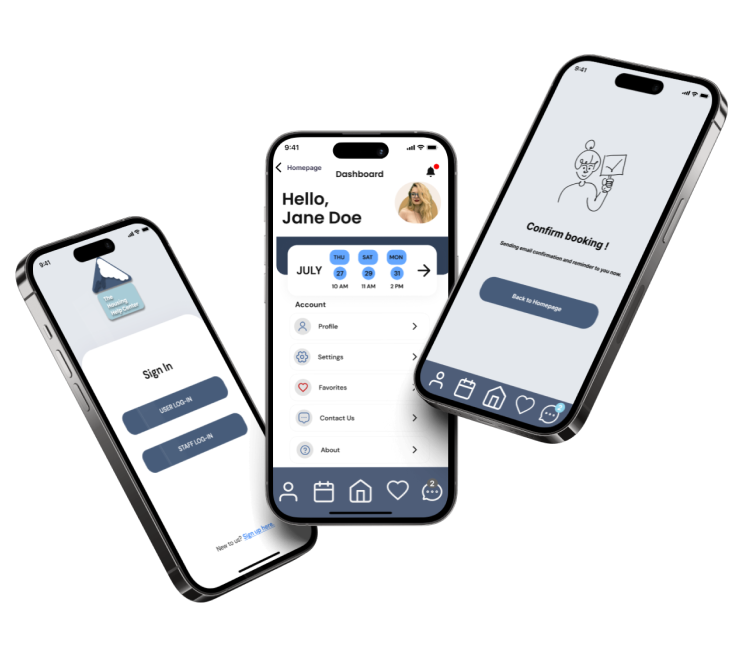 9:41
The
Housing
HelpCenter
Sign In
USER LOG-IN
STAFF LOG-IN
New to us? Sign up here.
9:41
Homepage
Dashboard
Hello,
Jane Doe
JULY
THU SAT MON
27 29 31
10 AM 11 AM 2 PM
Account
Profile
Settings
Favorites
Contact Us
About
2
9:41
Confirm booking !
Sending email confirmation and reminder to you now.
Back to Homepage